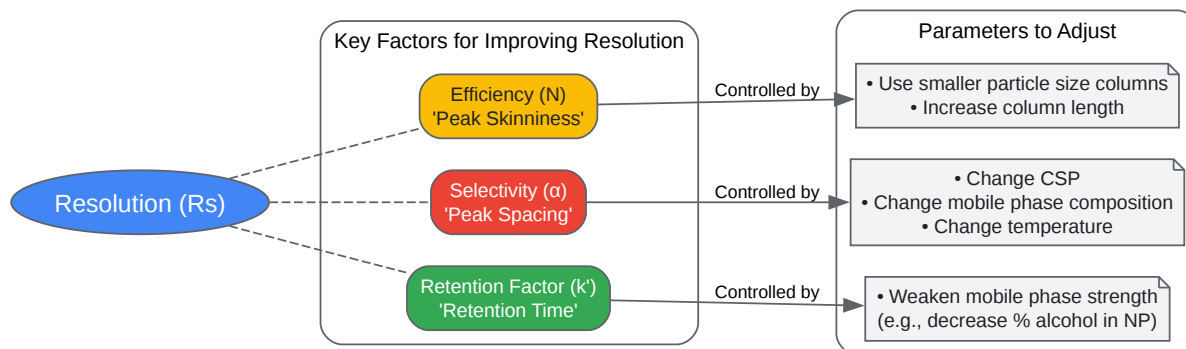 Key Factors for Improving Resolution
Parameters to Adjust
Resolution (Rs)
Efficiency (N)
'Peak Skinniness'
Controlled by
• Use smaller particle size columns
• Increase column length
Selectivity (α)
'Peak Spacing'
Controlled by
• Change CSP
• Change mobile phase composition
• Change temperature
Retention Factor (k')
'Retention Time'
Controlled by
• Weaken mobile phase strength
(e.g., decrease % alcohol in NP)